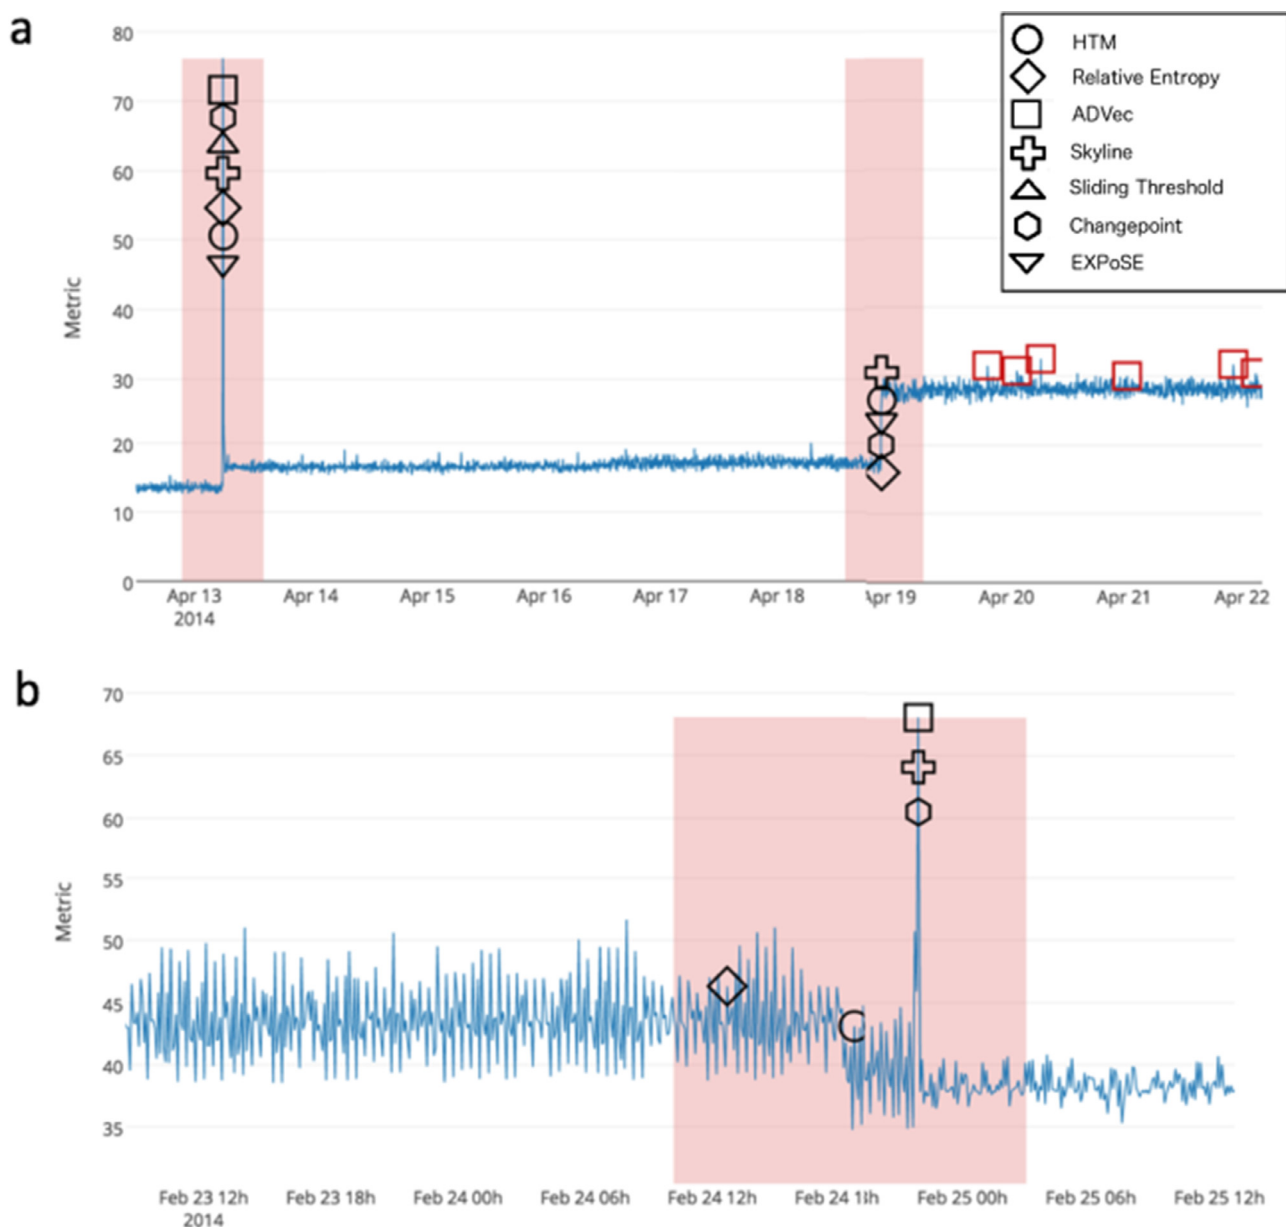 a
80
70
60
50
40
30
20
10
0
Metric
HTM
Relative Entropy
ADVec
Skyline
Sliding Threshold
Changepoint
EXPoSE
Apr 13 Apr 14 Apr 15 Apr 16 Apr 17 Apr 18 Apr 19 Apr 20 Apr 21 Apr 22
2014
b
70
65
60
55
50
45
40
35
Metric
Feb 23 12h Feb 23 18h Feb 24 00h Feb 24 06h Feb 24 12h Feb 24 1h Feb 25 00h Feb 25 06h Feb 25 12h
2014